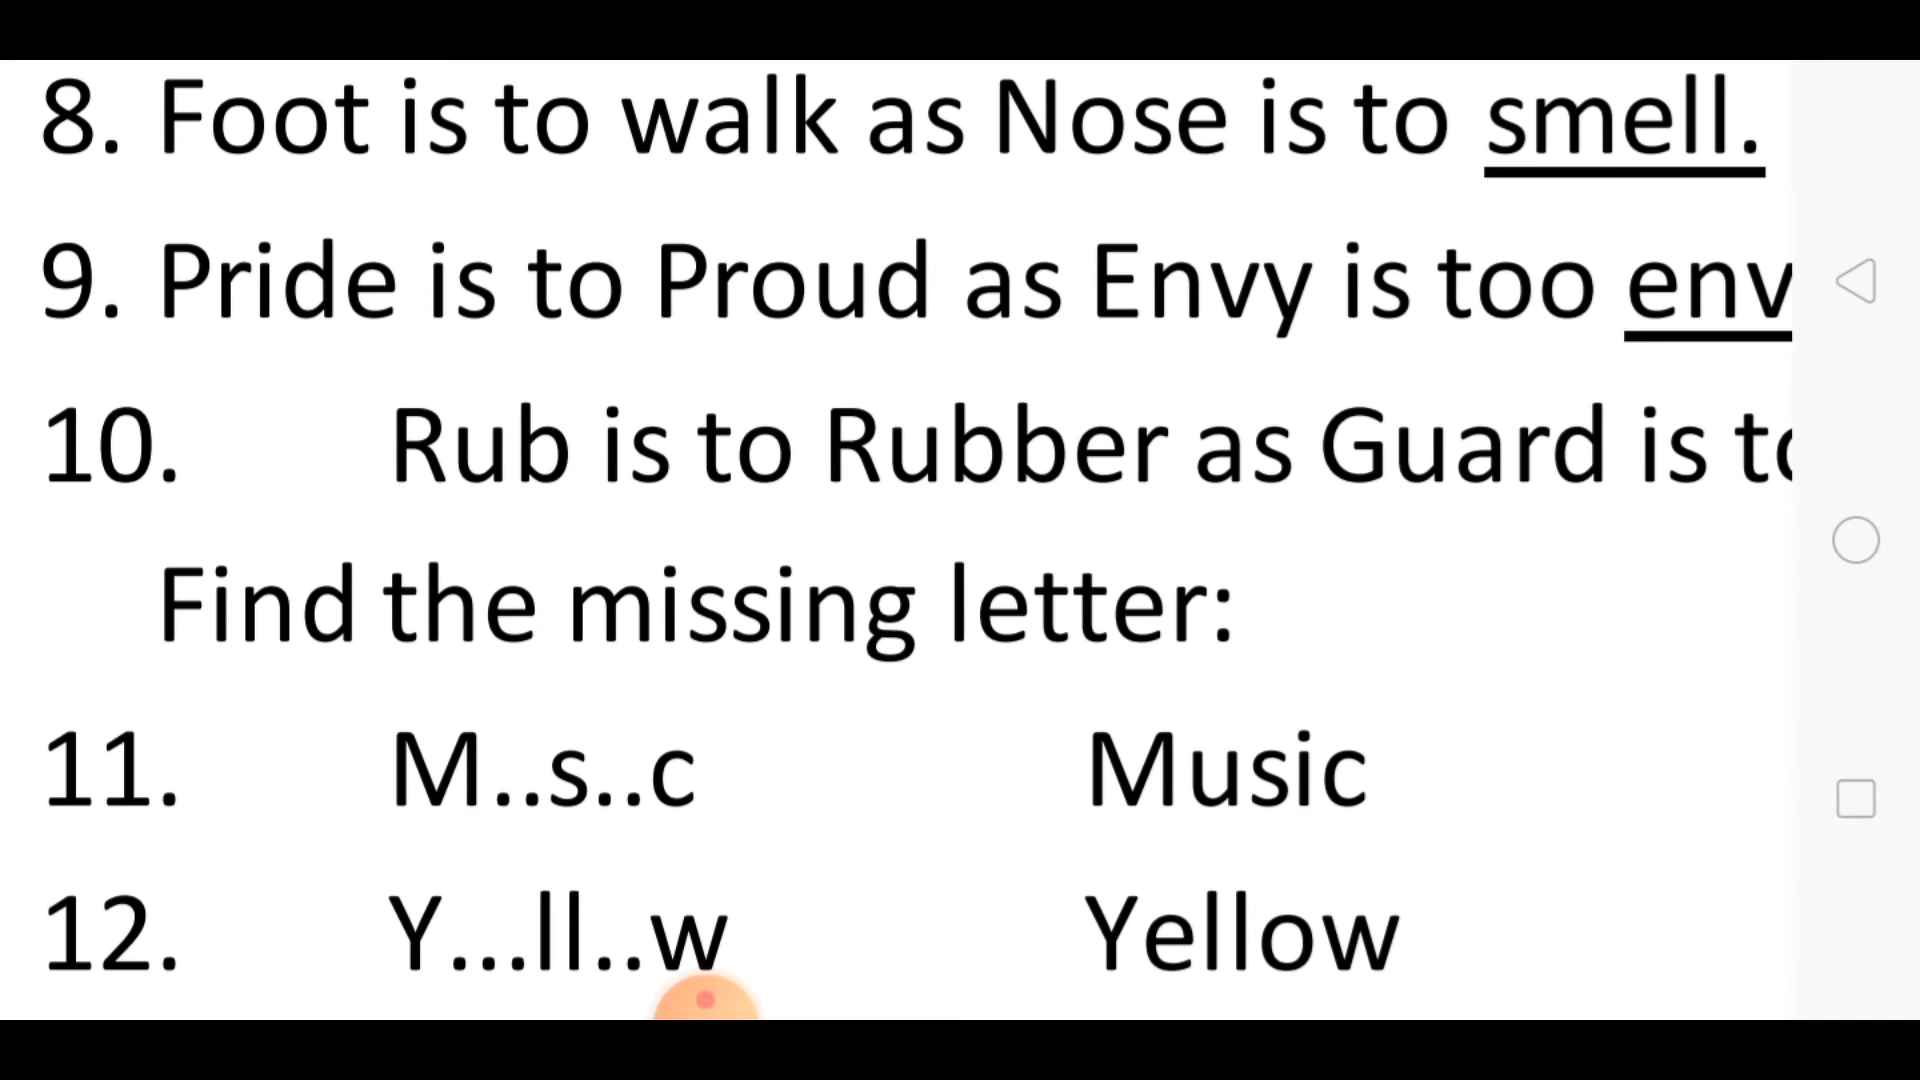 8. Foot is to walk as Nose is to smell.
9. Pride is to Proud as Envy is too env
10. Rub is to Rubber as Guard is to
Find the missing letter:
11. M..s..c Music
12. Y...ll..w Yellow